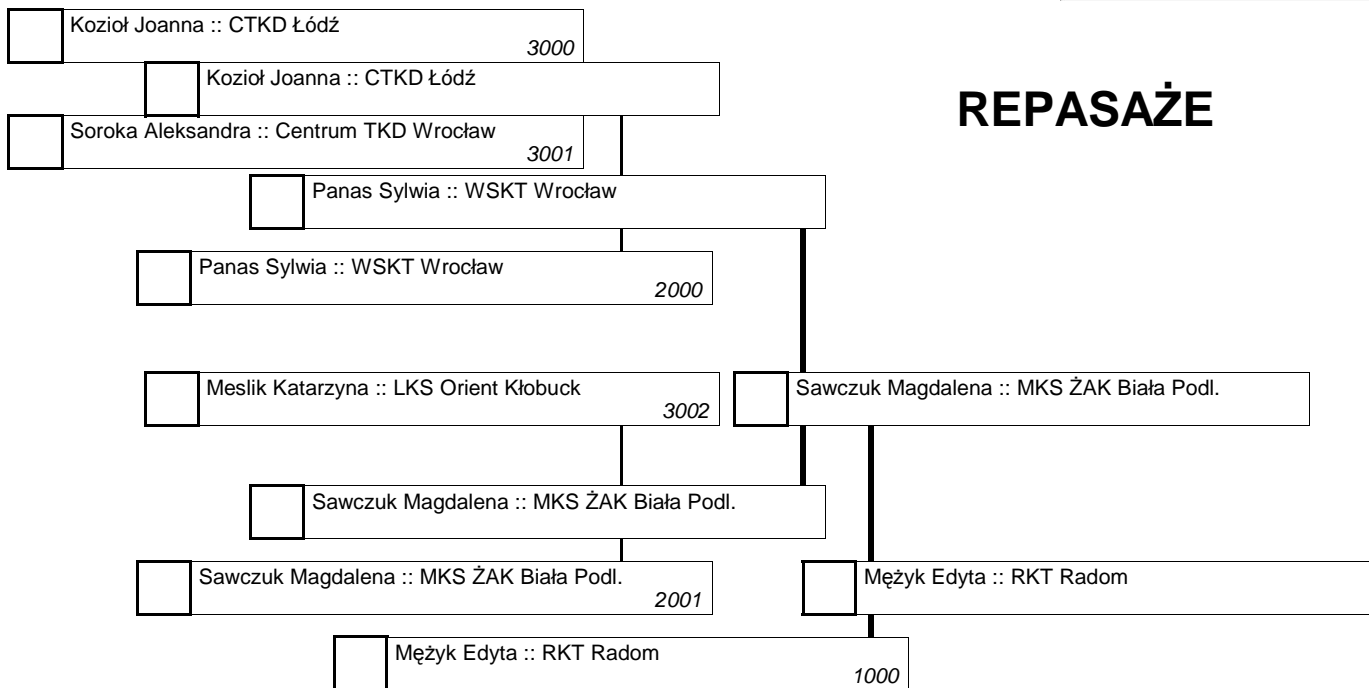 Kozioł Joanna :: CTKD Łódź
3000
Kozioł Joanna :: CTKD Łódź
REPASAŻE
Soroka Aleksandra :: Centrum TKD Wrocław
3001
Panas Sylwia :: WSKT Wrocław
Panas Sylwia :: WSKT Wrocław
2000
Meslik Katarzyna :: LKS Orient Kłobuck
3002
Sawczuk Magdalena :: MKS ŻAK Biała Podl.
Sawczuk Magdalena :: MKS ŻAK Biała Podl.
Sawczuk Magdalena :: MKS ŻAK Biała Podl.
2001
Mężyk Edyta :: RKT Radom
Mężyk Edyta :: RKT Radom
1000